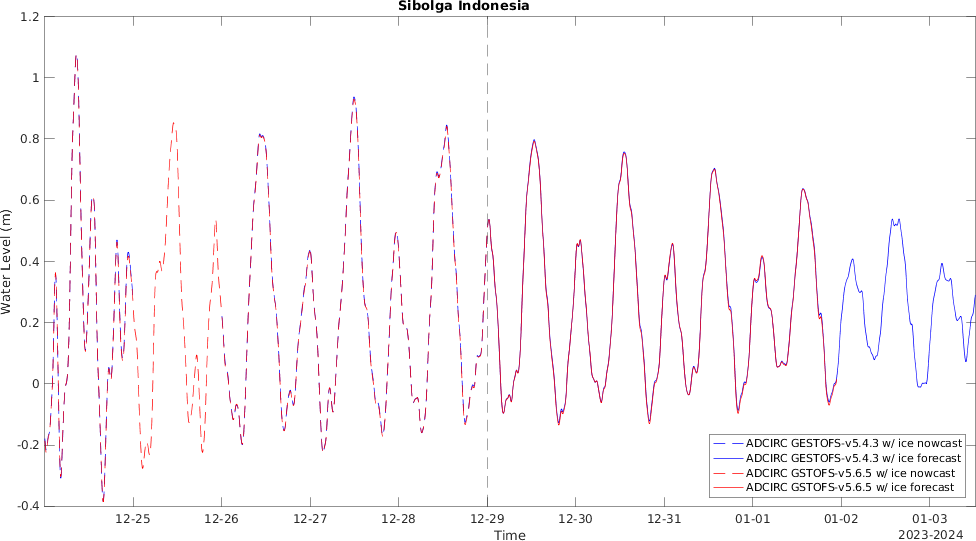 Sibolga Indonesia
1.2
1
0.8
0.6
0.4
0.2
0
-0.2
-0.4
Water Level (m)
ADCIRC GESTOFS-v5.4.3 w/ ice nowcast
ADCIRC GESTOFS-v5.4.3 w/ ice forecast
ADCIRC GSTOFS-v5.6.5 w/ ice nowcast
ADCIRC GSTOFS-v5.6.5 w/ ice forecast
12-25 12-26 12-27 12-28 12-29 12-30 12-31 01-01 01-02 01-03
Time
2023-2024